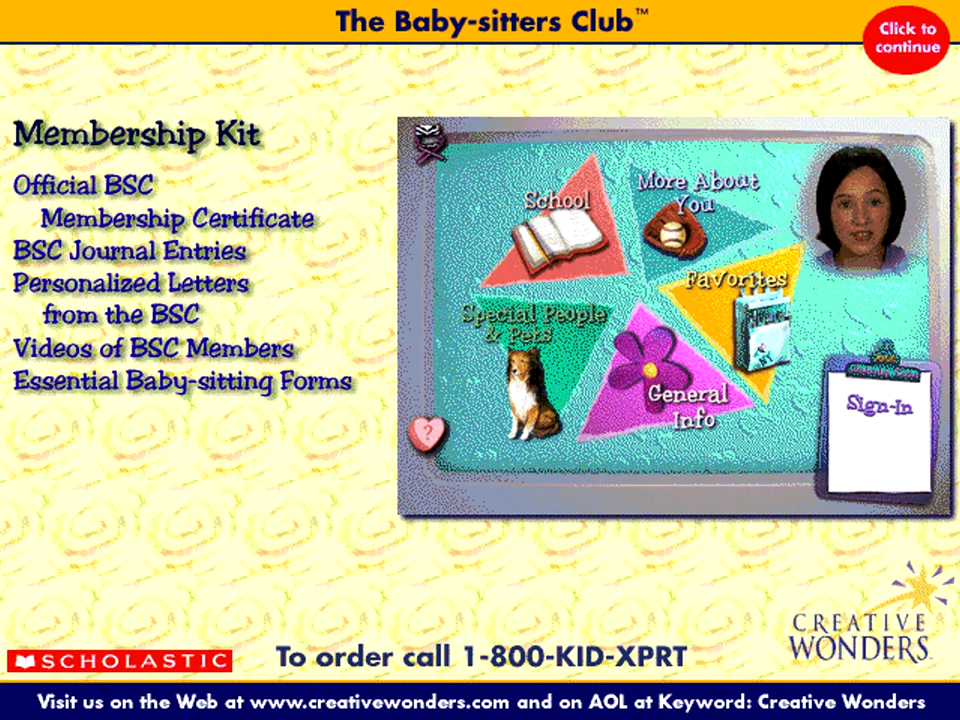 The Baby-sitters Club™
Click to
continue
Membership Kit
Official BSC
Membership Certificate
BSC Journal Entries
Personalized Letters
from the BSC
Videos of BSC Members
Essential Baby-sitting Forms
School
More About
You
Favorites
Special People
& Pets
General
Info
?
Sign-In
CREATIVE
WONDERS™
SCHOLASTIC
To order call 1-800-KID-XPRT
Visit us on the Web at www.creativewonders.com and on AOL at Keyword: Creative Wonders